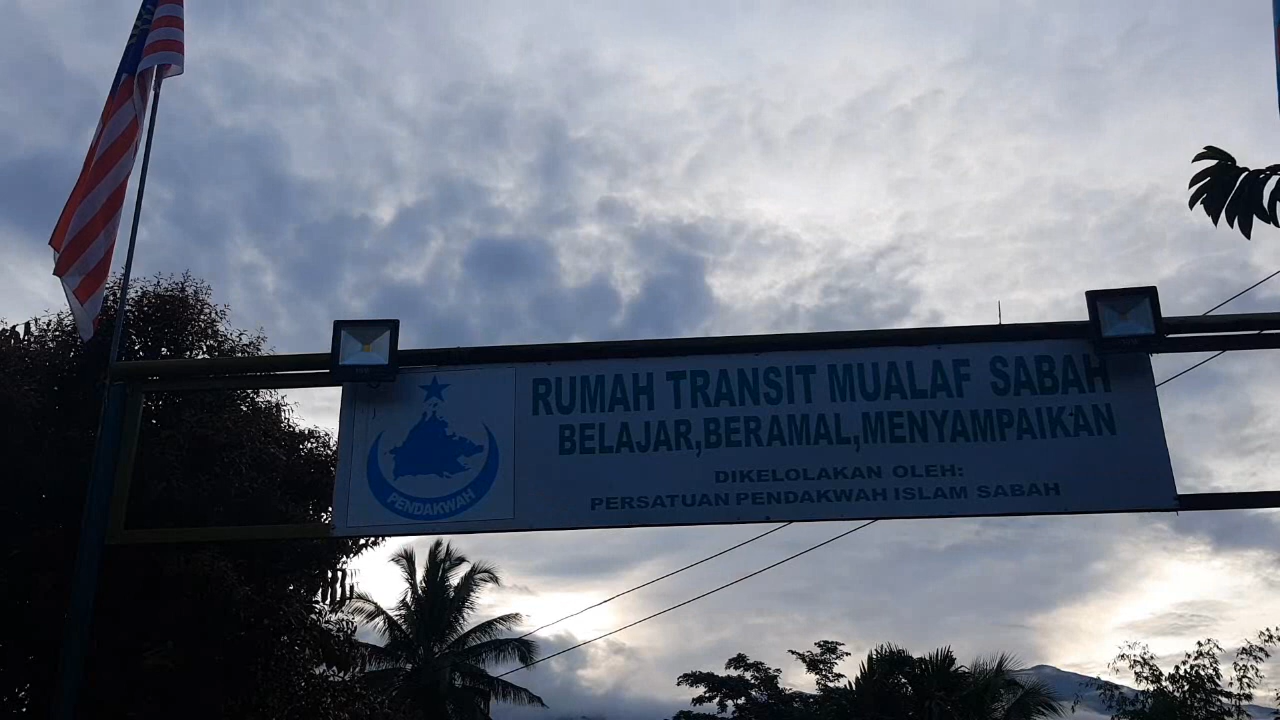 RUMAH TRANSIT MUALAF SABAH
BELAJAR,BERAMAL,MENYAMPAIKAN
DIKELOLAKAN OLEH:
PERSATUAN PENDAKWAH ISLAM SABAH
PENDAKWAH